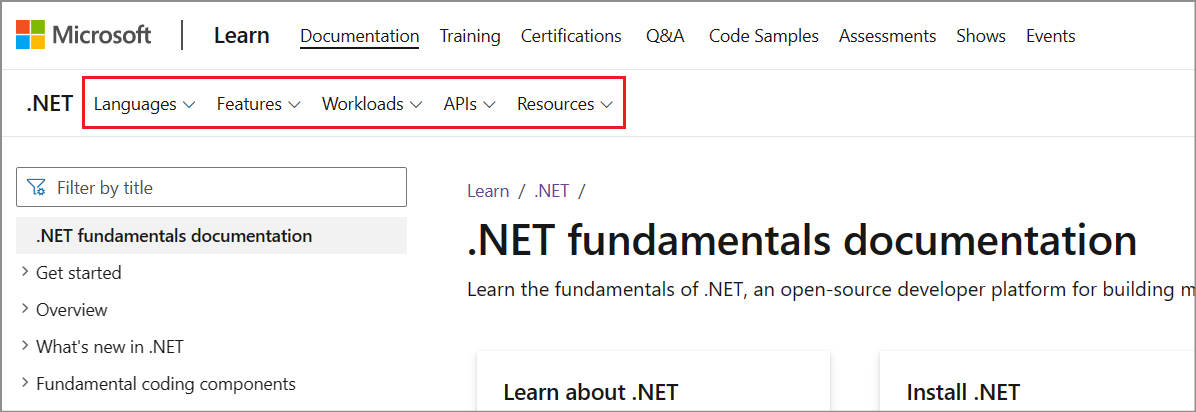 Microsoft Learn Documentation Training Certifications Q&A Code Samples Assessments Shows Events
.NET Languages Features Workloads APIs Resources
Filter by title
.NET fundamentals documentation
Get started
Overview
What's new in .NET
Fundamental coding components
Learn / .NET /
.NET fundamentals documentation
Learn the fundamentals of .NET, an open-source developer platform for building m
Learn about .NET
Install .NET